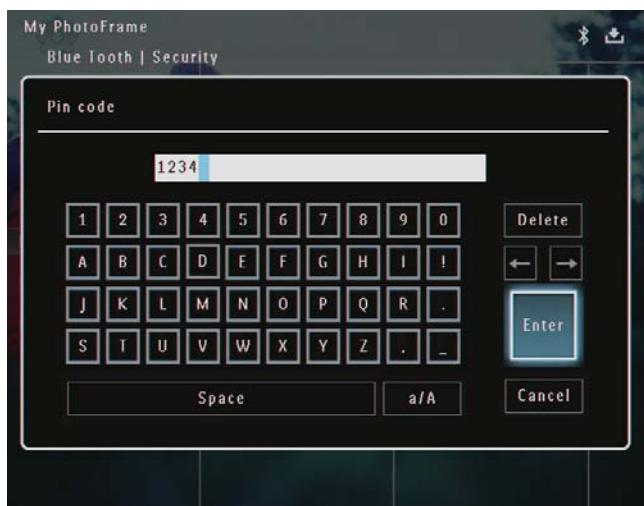 My PhotoFrame
Blue Tooth | Security
Pin code
1234
1 2 3 4 5 6 7 8 9 0 Delete
A B C D E F G H I ! ← →
J K L M N O P Q R .
Enter
S T U V W X Y Z . _
Space a/A Cancel